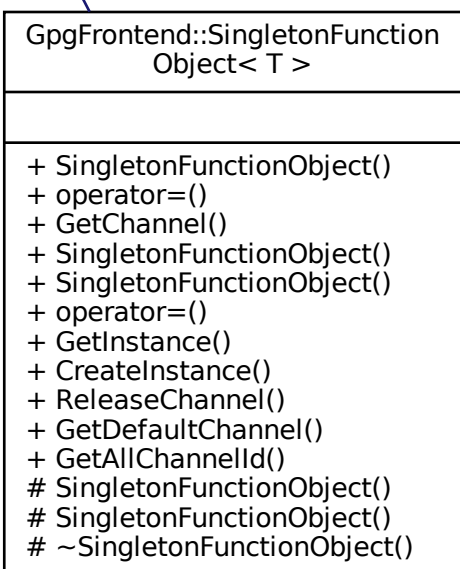 GpgFrontend::SingletonFunction
Object< T >
+ SingletonFunctionObject()
+ operator=()
+ GetChannel()
+ SingletonFunctionObject()
+ SingletonFunctionObject()
+ operator=()
+ GetInstance()
+ CreateInstance()
+ ReleaseChannel()
+ GetDefaultChannel()
+ GetAllChannelId()
# SingletonFunctionObject()
# SingletonFunctionObject()
# ~SingletonFunctionObject()